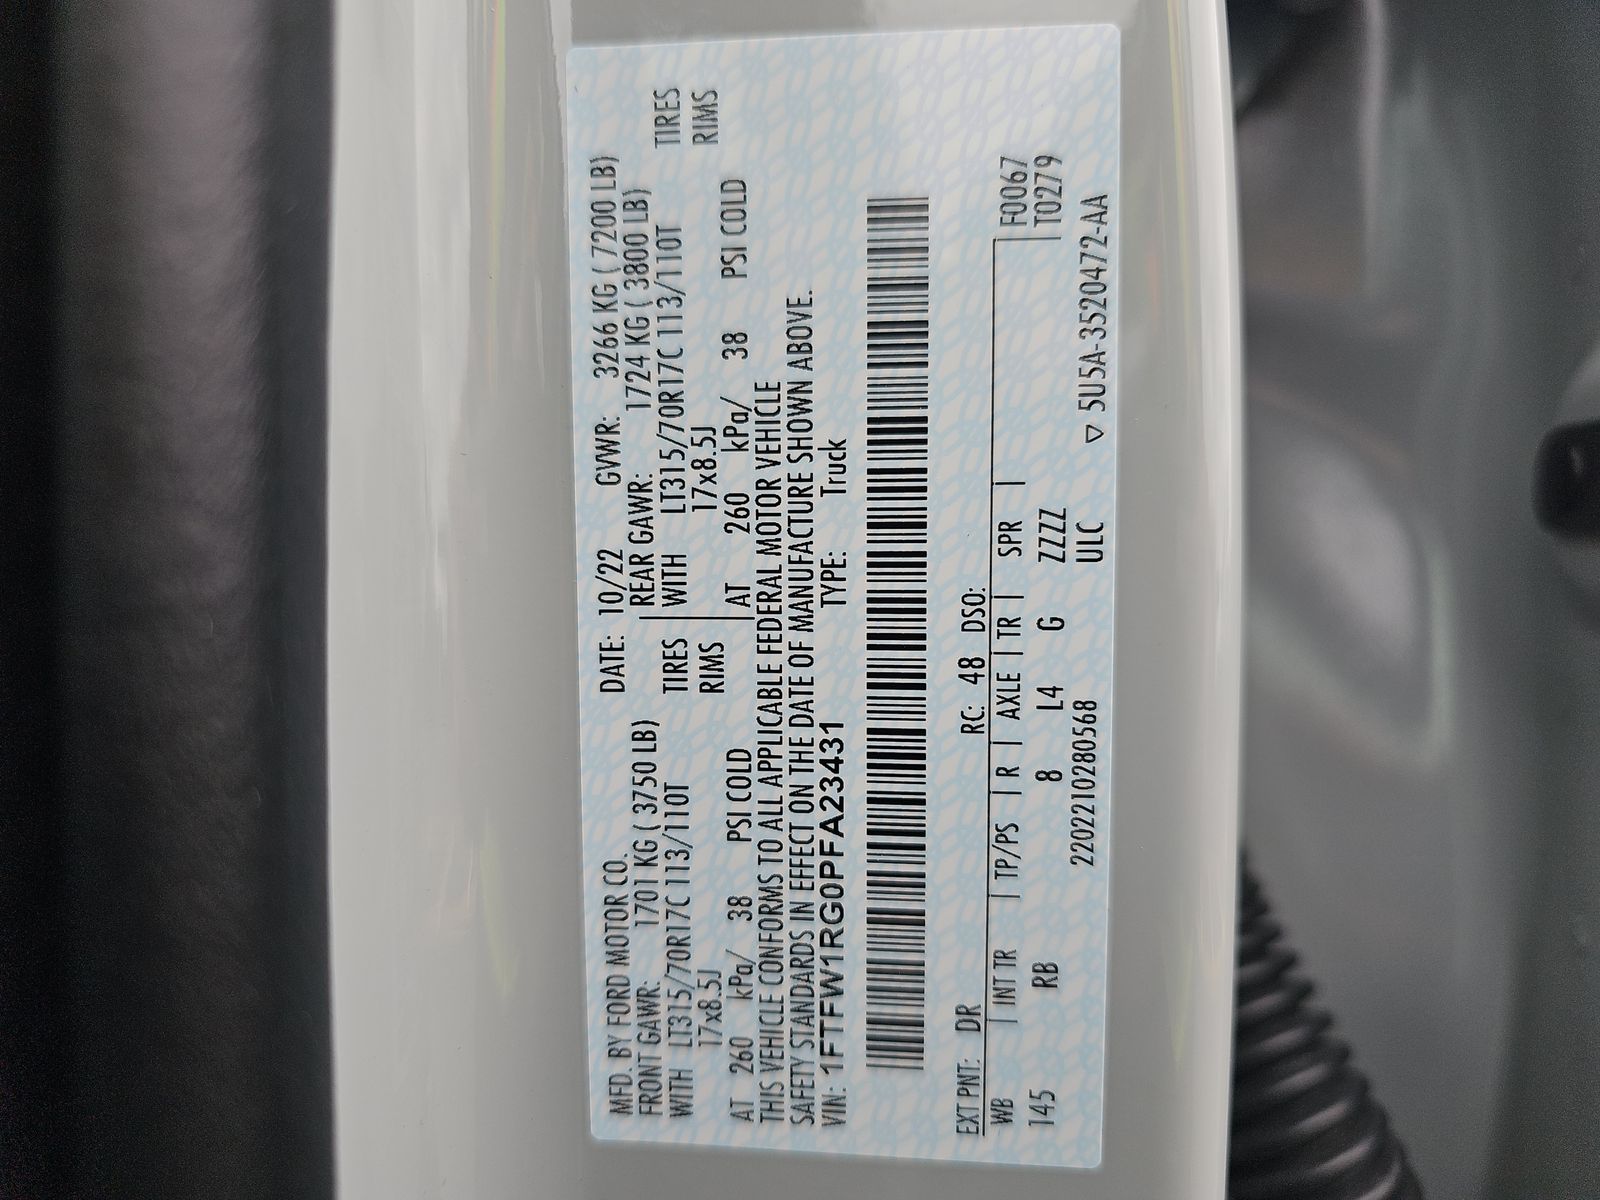 MFD. BY FORD MOTOR CO. DATE: 10/22 GVWR: 3266 KG ( 7200 LB)
FRONT GAWR: 1701 KG ( 3750 LB) REAR GAWR: 1724 KG ( 3800 LB)
WITH LT315/70R17C 113/110T TIRES WITH LT315/70R17C 113/110T TIRES
17x8.5J RIMS 17x8.5J RIMS
AT 260 kPa/ 38 PSI COLD AT 260 kPa/ 38 PSI COLD
THIS VEHICLE CONFORMS TO ALL APPLICABLE FEDERAL MOTOR VEHICLE
SAFETY STANDARDS IN EFFECT ON THE DATE OF MANUFACTURE SHOWN ABOVE.
VIN: 1FTFW1RG0PFA23431 TYPE: Truck
EXT PNT: DR RC: 48 DSO:
WB | INT TR | TP/PS | R | AXLE | TR | SPR | F0067
145 RB 8 L4 G ZZZZ T0279
220221028056​8 ULC ▽ 5U5A-3520472-AA